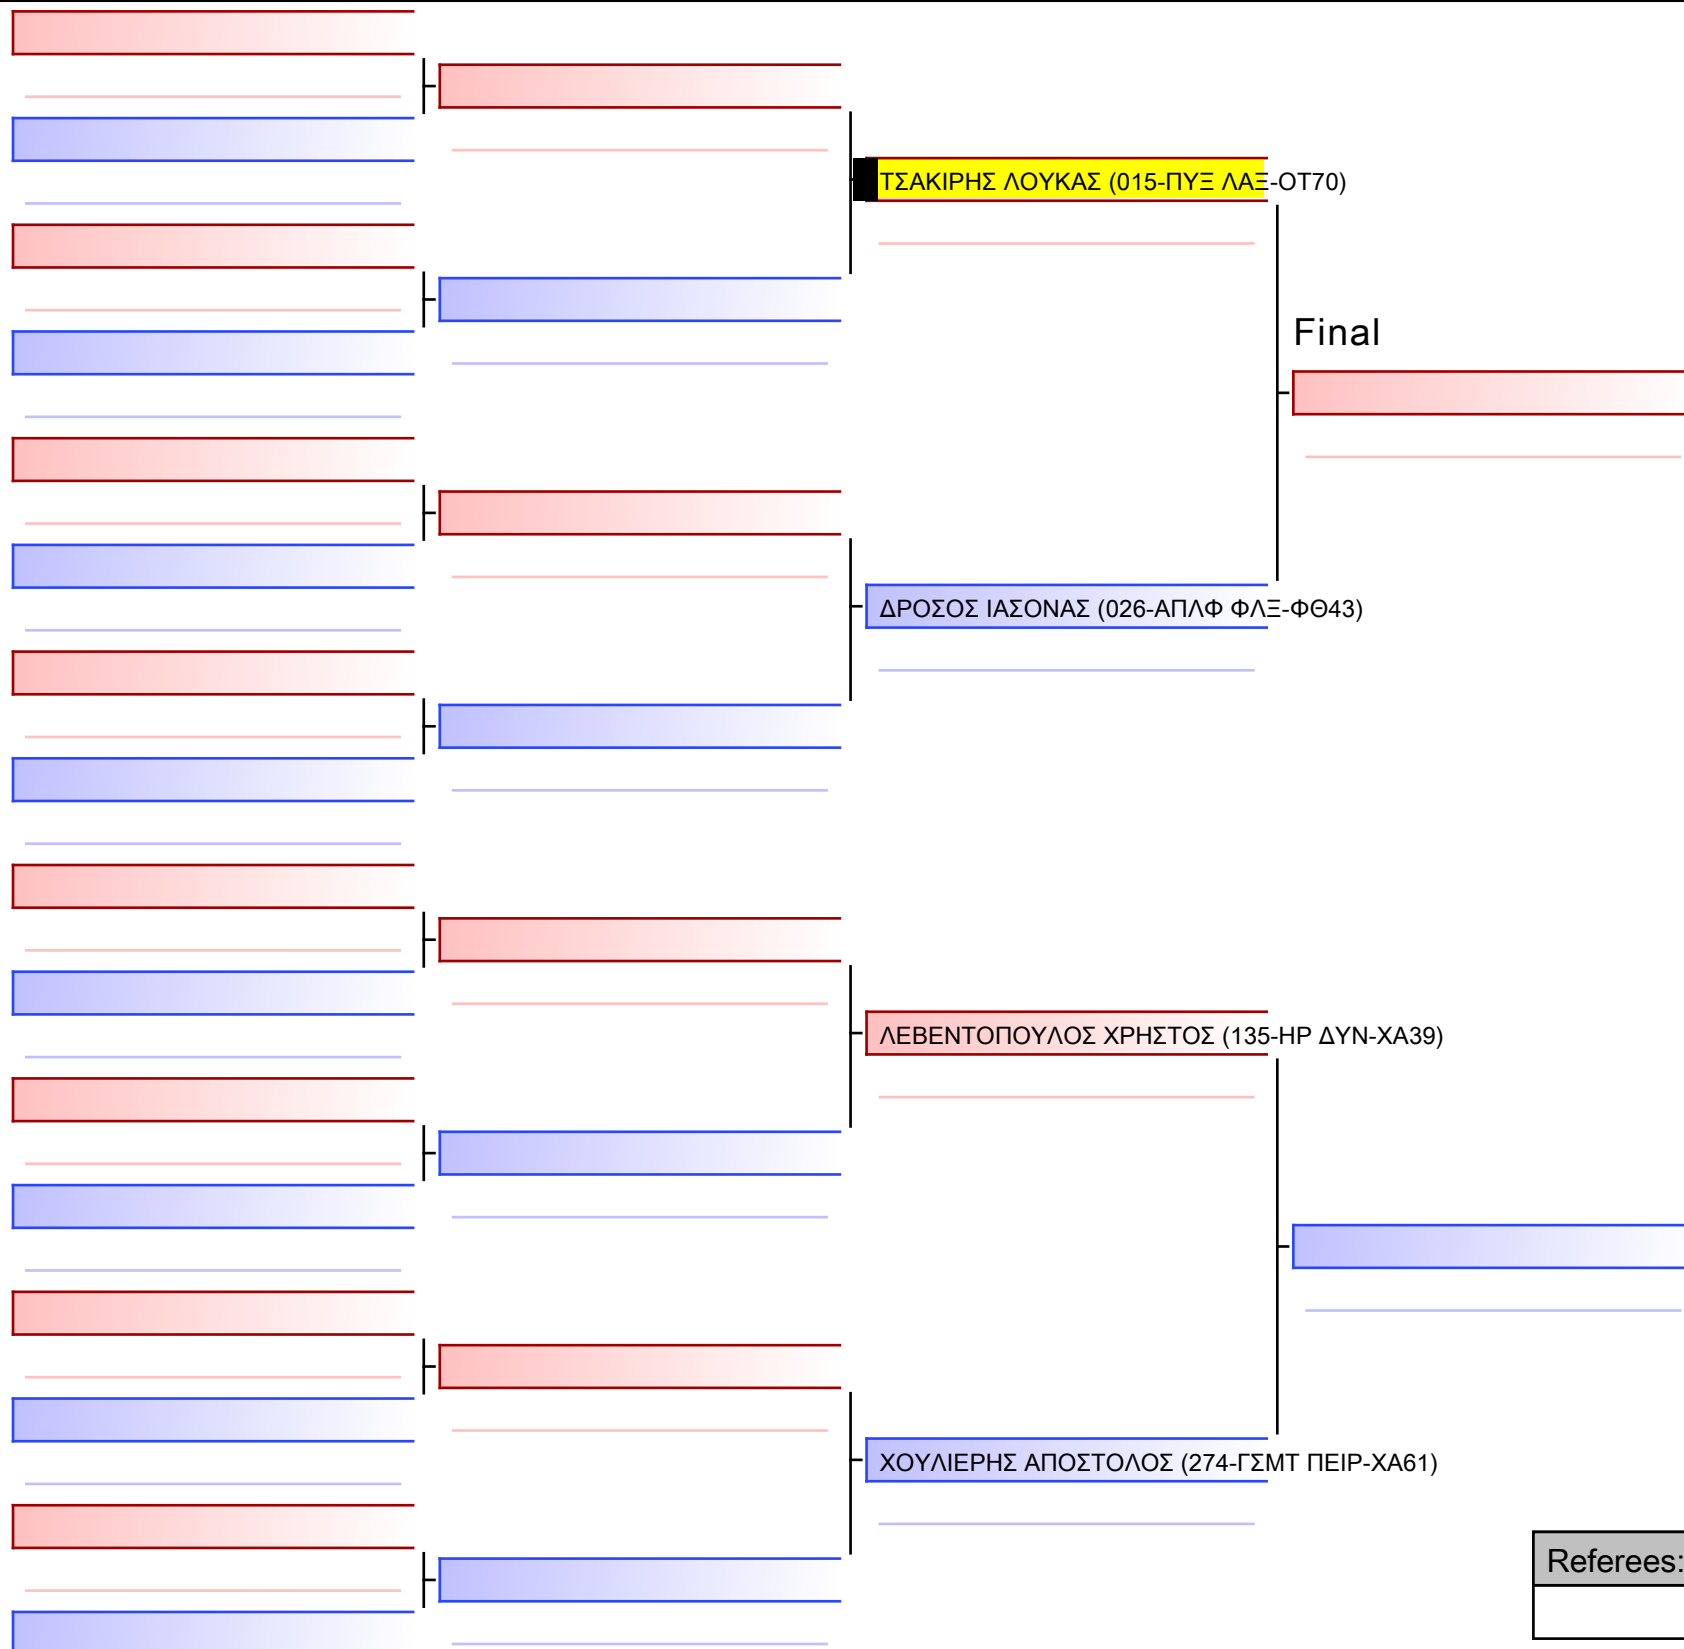 ΤΣΑΚΙΡΗΣ ΛΟΥΚΑΣ (015-ΠΥΞ ΛΑΞ-ΟΤ70)
Final
ΔΡΟΣΟΣ ΙΑΣΟΝΑΣ (026-ΑΠΛΦ ΦΛΞ-ΦΘ43)
ΛΕΒΕΝΤΟΠΟΥΛΟΣ ΧΡΗΣΤΟΣ (135-ΗΡ ΔΥΝ-ΧΑ39)
ΧΟΥΛΙΕΡΗΣ ΑΠΟΣΤΟΛΟΣ (274-ΓΣΜΤ ΠΕΙΡ-ΧΑ61)
Referees: